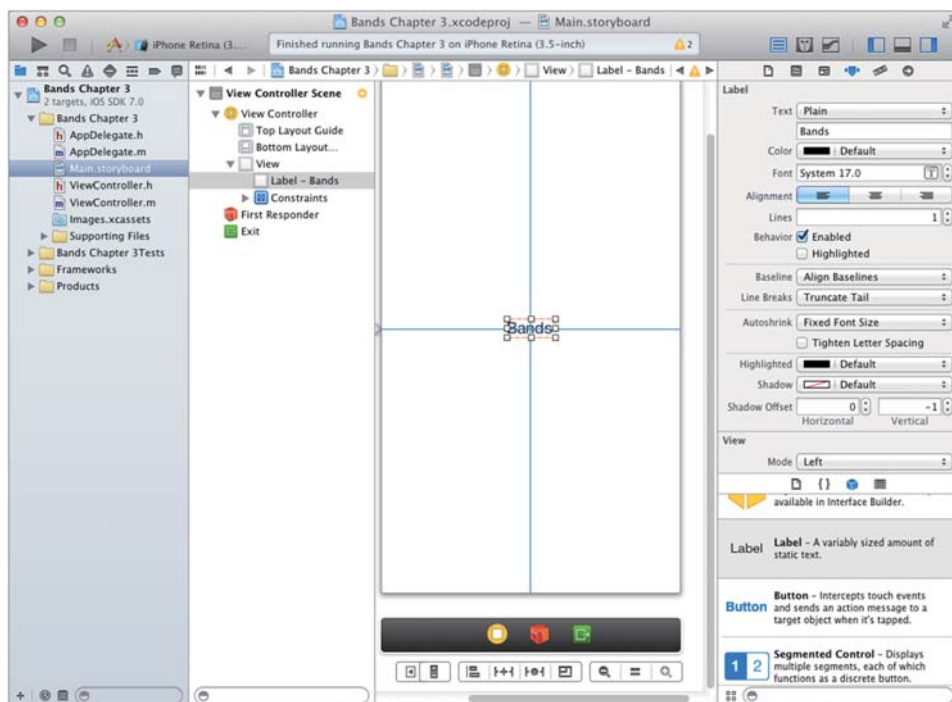 Bands Chapter 3.xcodeproj — Main.storyboard
iPhone Retina (3....
Finished running Bands Chapter 3 on iPhone Retina (3.5-inch)
2
Bands Chapter 3
2 targets, iOS SDK 7.0
Bands Chapter 3
AppDelegate.h
AppDelegate.m
Main.storyboard
ViewController.h
ViewController.m
Images.xcassets
Supporting Files
Bands Chapter 3Tests
Frameworks
Products
Bands Chapter 3
View
Label – Bands
View Controller Scene
View Controller
Top Layout Guide
Bottom Layout...
View
Label – Bands
Constraints
First Responder
Exit
Bands
Label
Text Plain
Bands
Color Default
Font System 17.0
Alignment
Lines 1
Behavior Enabled
Highlighted
Baseline Align Baselines
Line Breaks Truncate Tail
Autoshrink Fixed Font Size
Tighten Letter Spacing
Highlighted Default
Shadow Default
Shadow Offset 0 -1
Horizontal Vertical
View
Mode Left
available in Interface Builder.
Label
Label – A variably sized amount of
static text.
Button
Button – Intercepts touch events
and sends an action message to a
target object when it's tapped.
1 2
Segmented Control – Displays
multiple segments, each of which
functions as a discrete button.